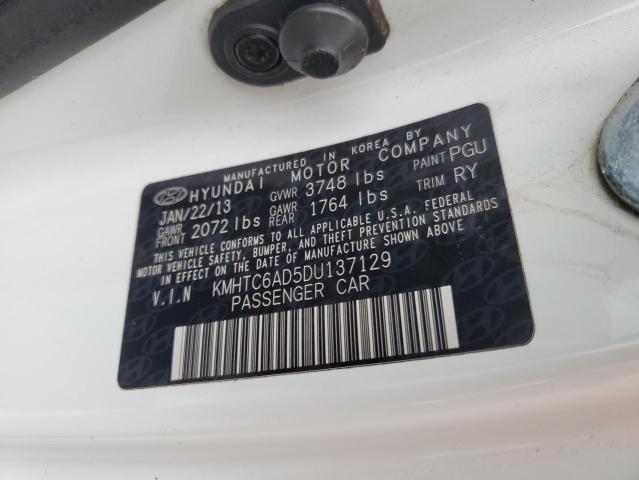 MANUFACTURED IN KOREA BY
HYUNDAI MOTOR COMPANY
JAN/22/13 GVWR 3748 lbs PAINT PGU
GAWR FRONT 2072 lbs GAWR REAR 1764 lbs TRIM RY
THIS VEHICLE CONFORMS TO ALL APPLICABLE U.S.A. FEDERAL
MOTOR VEHICLE SAFETY, BUMPER, AND THEFT PREVENTION STANDARDS
IN EFFECT ON THE DATE OF MANUFACTURE SHOWN ABOVE.
V.I.N KMHTC6AD5DU137129
PASSENGER CAR